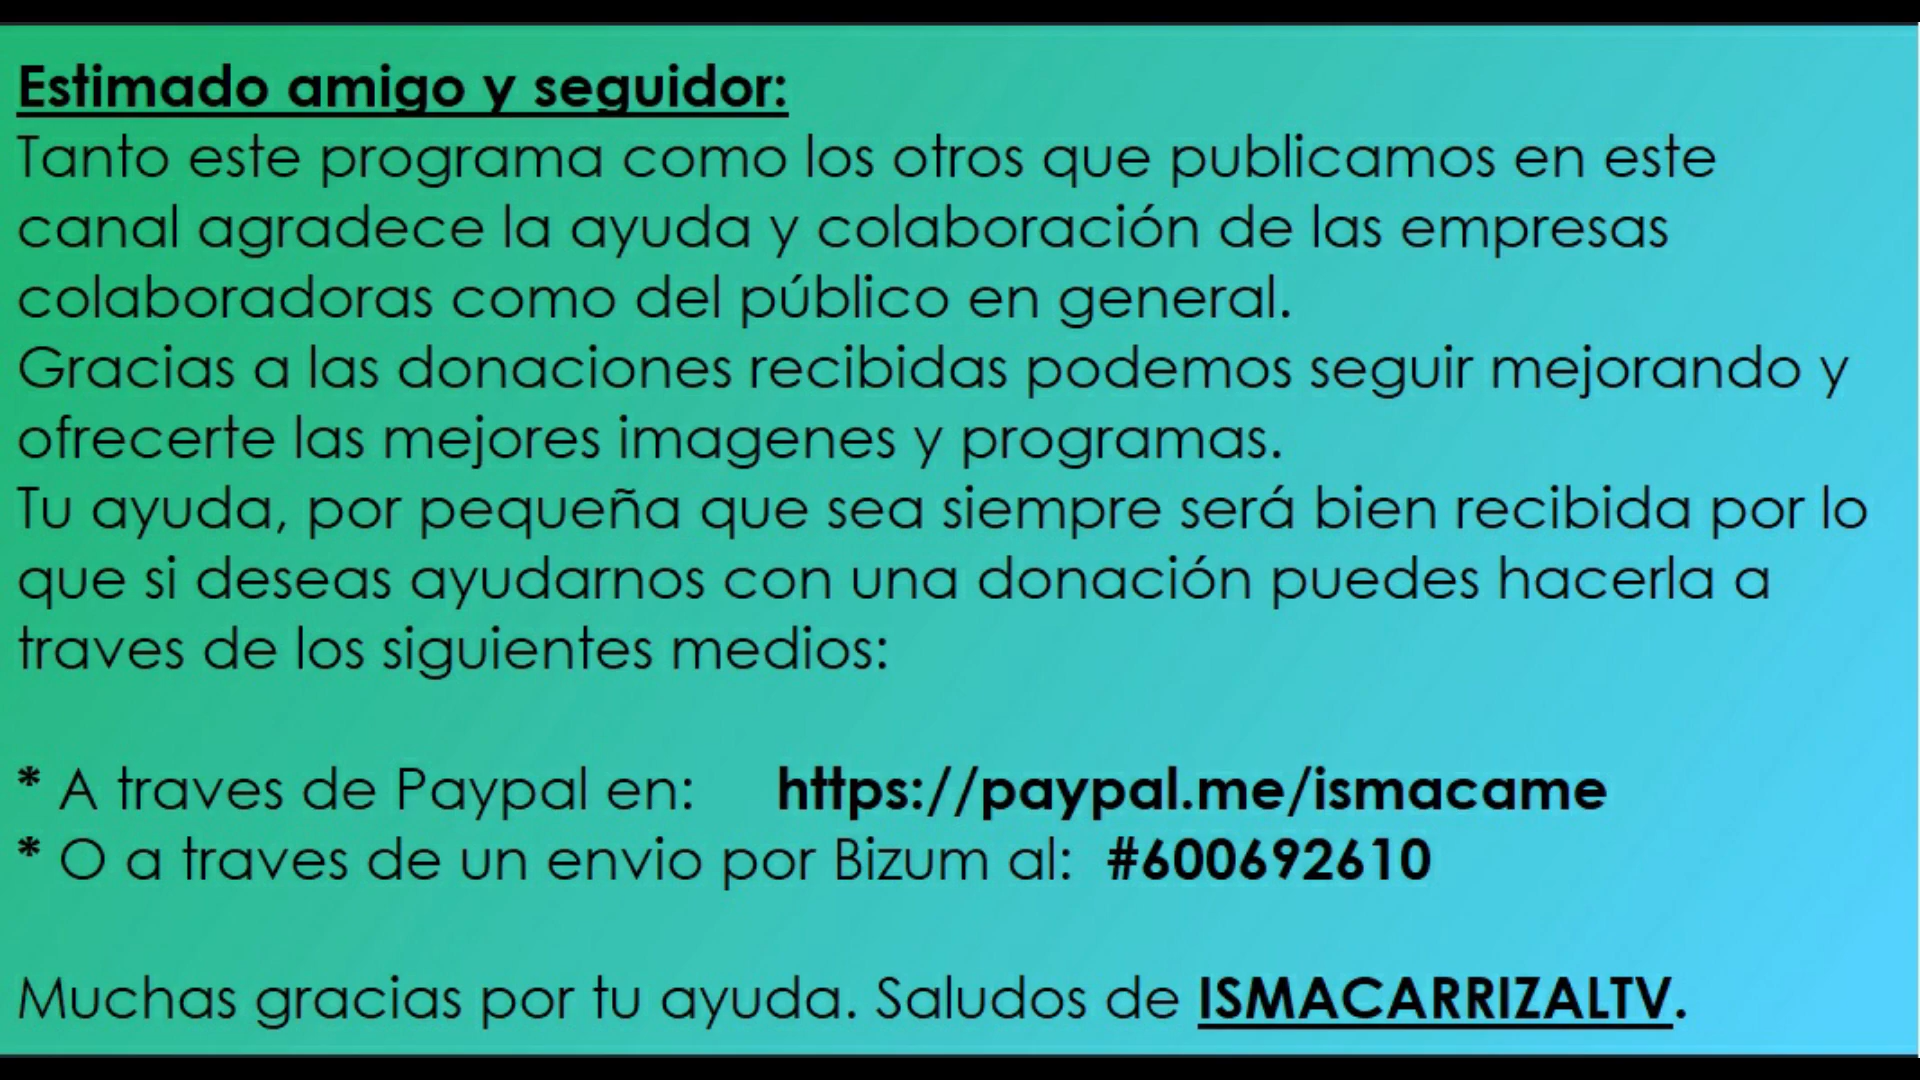 Estimado amigo y seguidor:
Tanto este programa como los otros que publicamos en este
canal agradece la ayuda y colaboración de las empresas
colaboradoras como del público en general.
Gracias a las donaciones recibidas podemos seguir mejorando y
ofrecerte las mejores imagenes y programas.
Tu ayuda, por pequeña que sea siempre será bien recibida por lo
que si deseas ayudarnos con una donación puedes hacerla a
traves de los siguientes medios:
* A traves de Paypal en: https://paypal.me/ismacame
* O a traves de un envio por Bizum al: #600692610
Muchas gracias por tu ayuda. Saludos de ISMACARRIZALTV.